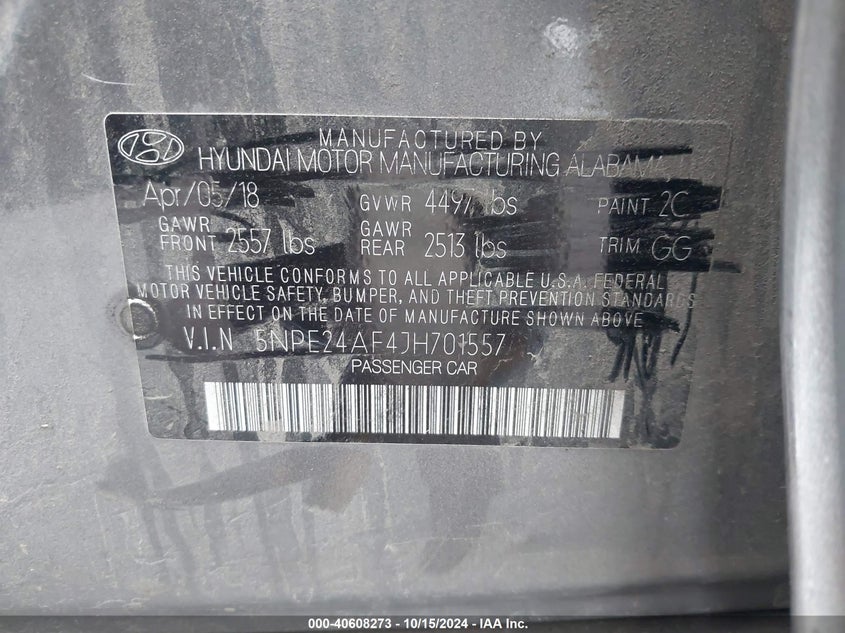 MANUFACTURED BY
HYUNDAI MOTOR MANUFACTURING ALABAMA
Apr/05/18 GVWR 4497 lbs PAINT 2C
GAWR FRONT 2557 lbs GAWR REAR 2513 lbs TRIM GG
THIS VEHICLE CONFORMS TO ALL APPLICABLE U.S.A. FEDERAL
MOTOR VEHICLE SAFETY, BUMPER, AND THEFT PREVENTION STANDARDS
IN EFFECT ON THE DATE OF MANUFACTURE SHOWN ABOVE
V.I.N 5NPE24AF4JH701557
PASSENGER CAR
000-40608273 - 10/15/2024 - IAA Inc.